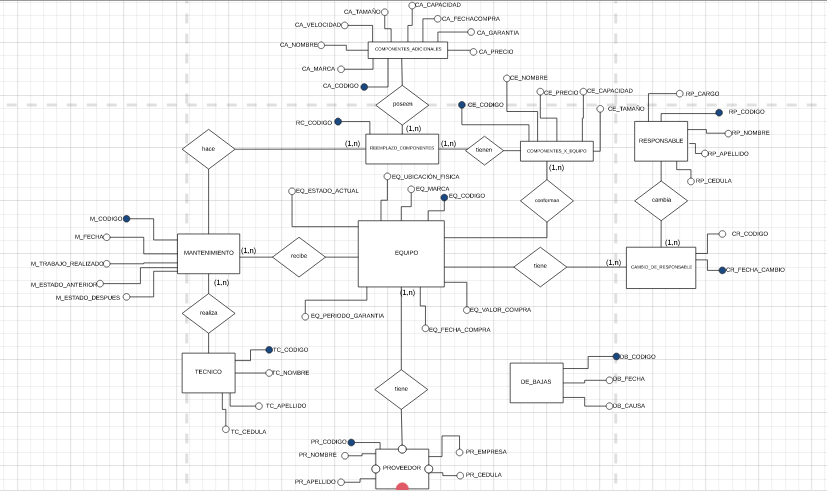 CA_CAPACIDAD
CA_TAMAÑO
CA_FECHACOMPRA
CA_VELOCIDAD
CA_GARANTIA
CA_NOMBRE
COMPONENTES_ADICIONALES
CA_PRECIO
CA_MARCA
CA_CODIGO
CE_NOMBRE
CE_PRECIO
CE_CAPACIDAD
RP_CARGO
poseen
CE_CODIGO
CE_TAMAÑO
RP_CODIGO
RC_CODIGO
(1,n)
RP_NOMBRE
hace
(1,n)
REEMPLAZO_COMPONENTES
(1,n)
tienen
COMPONENTES_X_EQUIPO
RESPONSABLE
RP_APELLIDO
(1,n)
EQ_UBICACIÓN_FISICA
RP_CEDULA
EQ_ESTADO_ACTUAL
EQ_MARCA
EQ_CODIGO
conforman
cambia
M_CODIGO
M_FECHA
CR_CODIGO
(1,n)
MANTENIMIENTO
(1,n)
recibe
EQUIPO
M_TRABAJO_REALIZADO
tiene
(1,n)
CAMBIO_DE_RESPONSABLE
CR_FECHA_CAMBIO
M_ESTADO_ANTERIOR
(1,n)
(1,n)
M_ESTADO_DESPUES
realiza
EQ_PERIODO_GARANTIA
EQ_VALOR_COMPRA
EQ_FECHA_COMPRA
TC_CODIGO
DB_CODIGO
TECNICO
TC_NOMBRE
DE_BAJAS
DB_FECHA
tiene
TC_APELLIDO
DB_CAUSA
TC_CEDULA
PR_CODIGO
PR_NOMBRE
PR_EMPRESA
PROVEEDOR
PR_CEDULA
PR_APELLIDO